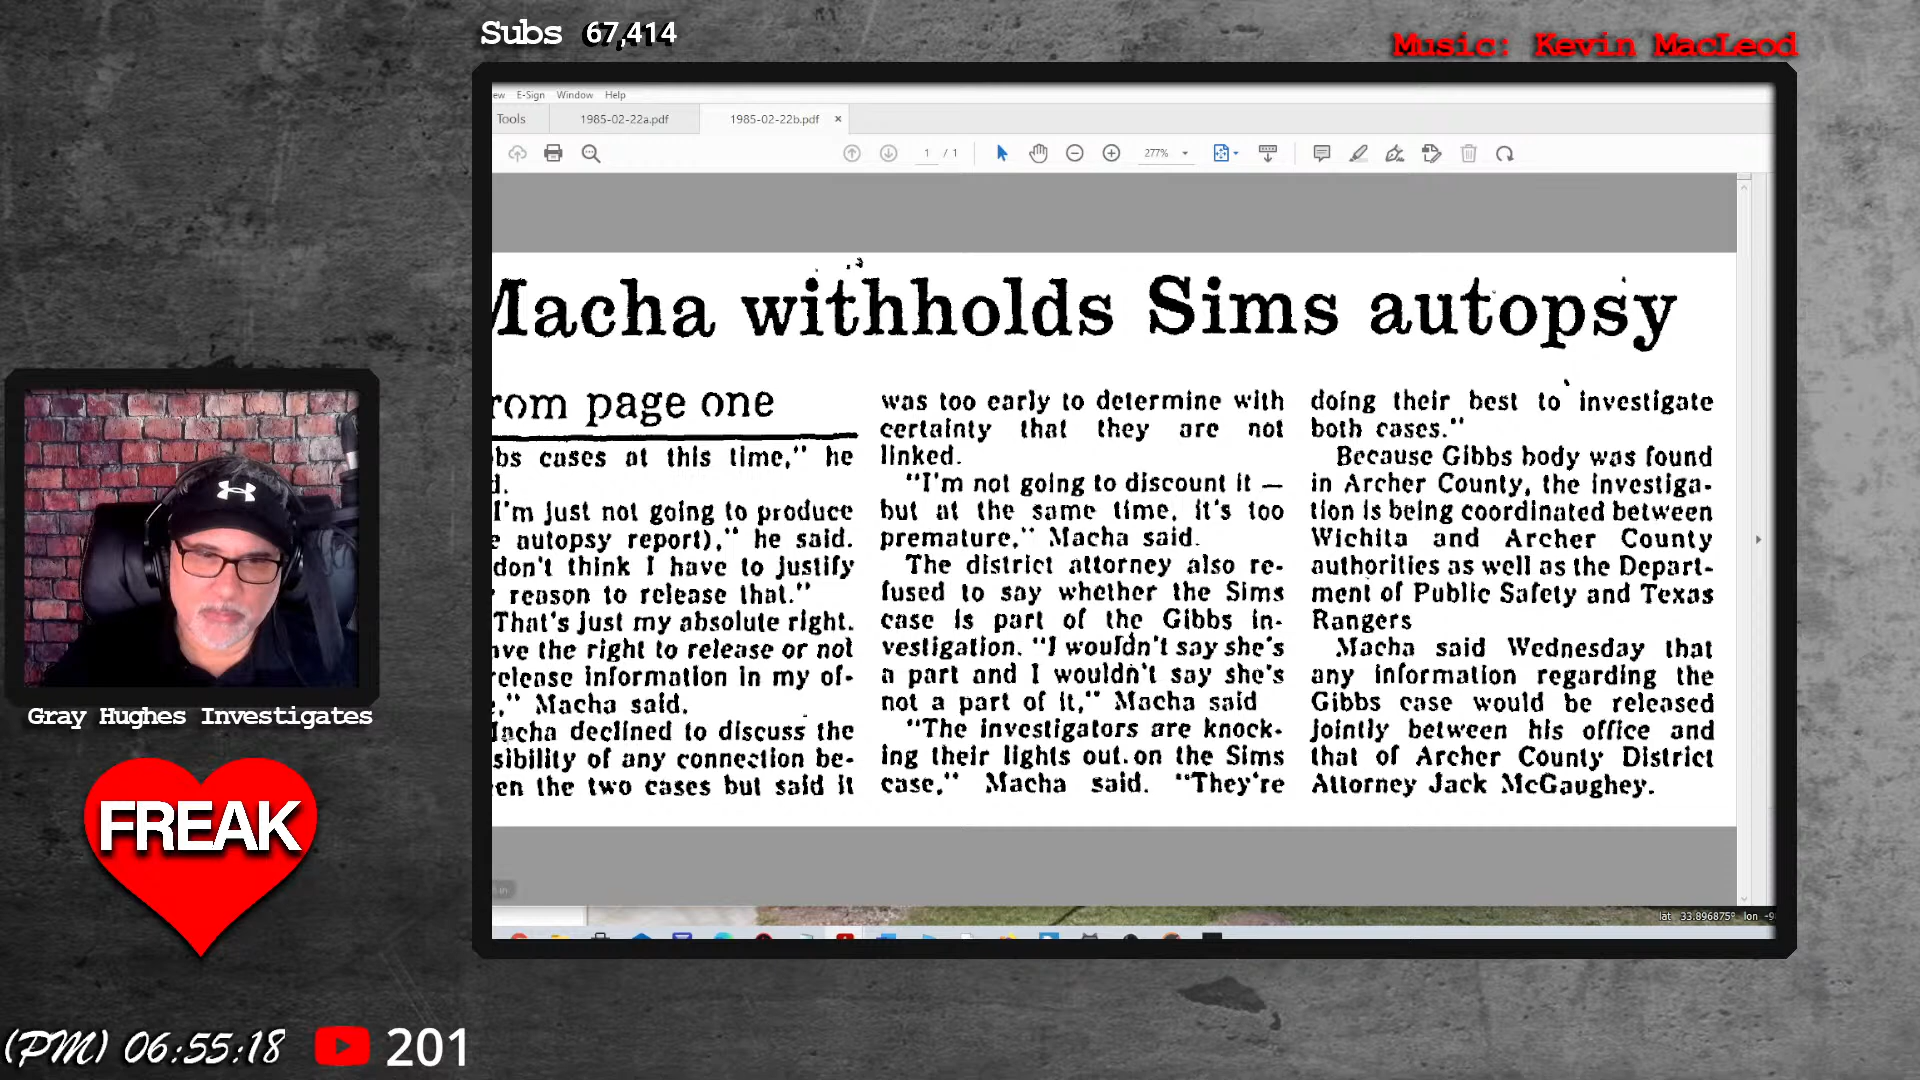 Subs 67,414
Music: Kevin MacLeod
ew E-Sign Window Help
Tools 1985-02-22a.pdf 1985-02-22b.pdf ×
1 / 1 277%
Macha withholds Sims autopsy
rom page one
bs cases at this time," he
d.
I'm just not going to produce
e autopsy report)," he said.
don't think I have to justify
reason to release that."
That's just my absolute right.
ave the right to release or not
release information in my of-
e," Macha said.
Macha declined to discuss the
sibility of any connection be-
en the two cases but said it
was too early to determine with
certainty that they are not
linked.
"I'm not going to discount it —
but at the same time, it's too
premature," Macha said.
The district attorney also re-
fused to say whether the Sims
case is part of the Gibbs in-
vestigation. "I wouldn't say she's
a part and I wouldn't say she's
not a part of it," Macha said
"The investigators are knock-
ing their lights out on the Sims
case," Macha said. "They're
doing their best to investigate
both cases."
Because Gibbs body was found
in Archer County, the investiga-
tion is being coordinated between
Wichita and Archer County
authorities as well as the Depart-
ment of Public Safety and Texas
Rangers
Macha said Wednesday that
any information regarding the
Gibbs case would be released
jointly between his office and
that of Archer County District
Attorney Jack McGaughey.
lat 33.896875° lon -9
Gray Hughes Investigates
FREAK
(PM) 06:55:18 201